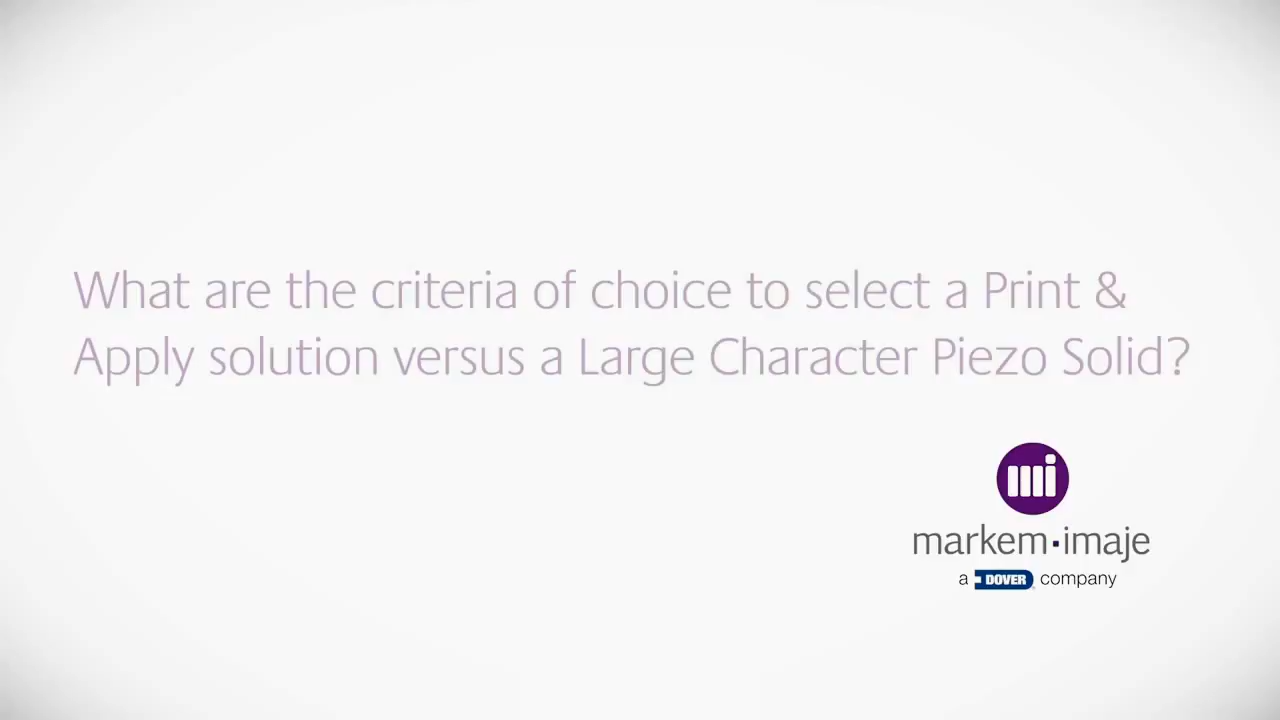 What are the criteria of choice to select a Print &
Apply solution versus a Large Character Piezo Solid?
mi
markem·imaje
a DOVER company